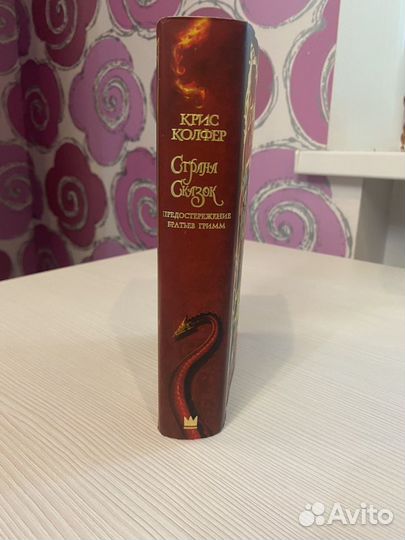 КРИС
КОЛФЕР
Страна
Сказок
ПРЕДОСТЕРЕЖЕНИЕ
БРАТЬЕВ ГРИММ
Avito